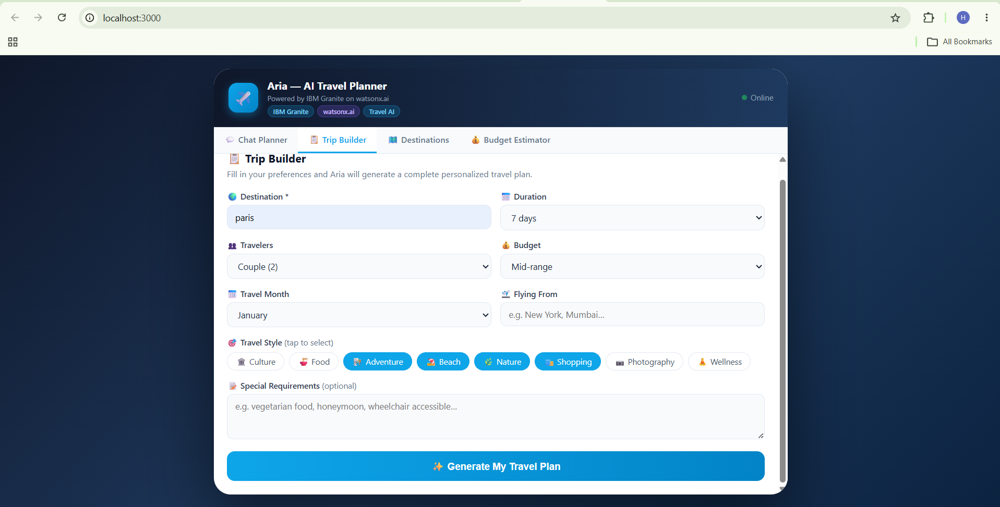 localhost:3000
H
All Bookmarks
Aria — AI Travel Planner
Powered by IBM Granite on watsonx.ai
IBM Granite watsonx.ai Travel AI
Online
Chat Planner Trip Builder Destinations Budget Estimator
Trip Builder
Fill in your preferences and Aria will generate a complete personalized travel plan.
Destination * Duration
paris 7 days
Travelers Budget
Couple (2) Mid-range
Travel Month Flying From
January e.g. New York, Mumbai...
Travel Style (tap to select)
Culture Food Adventure Beach Nature Shopping Photography Wellness
Special Requirements (optional)
e.g. vegetarian food, honeymoon, wheelchair accessible...
Generate My Travel Plan